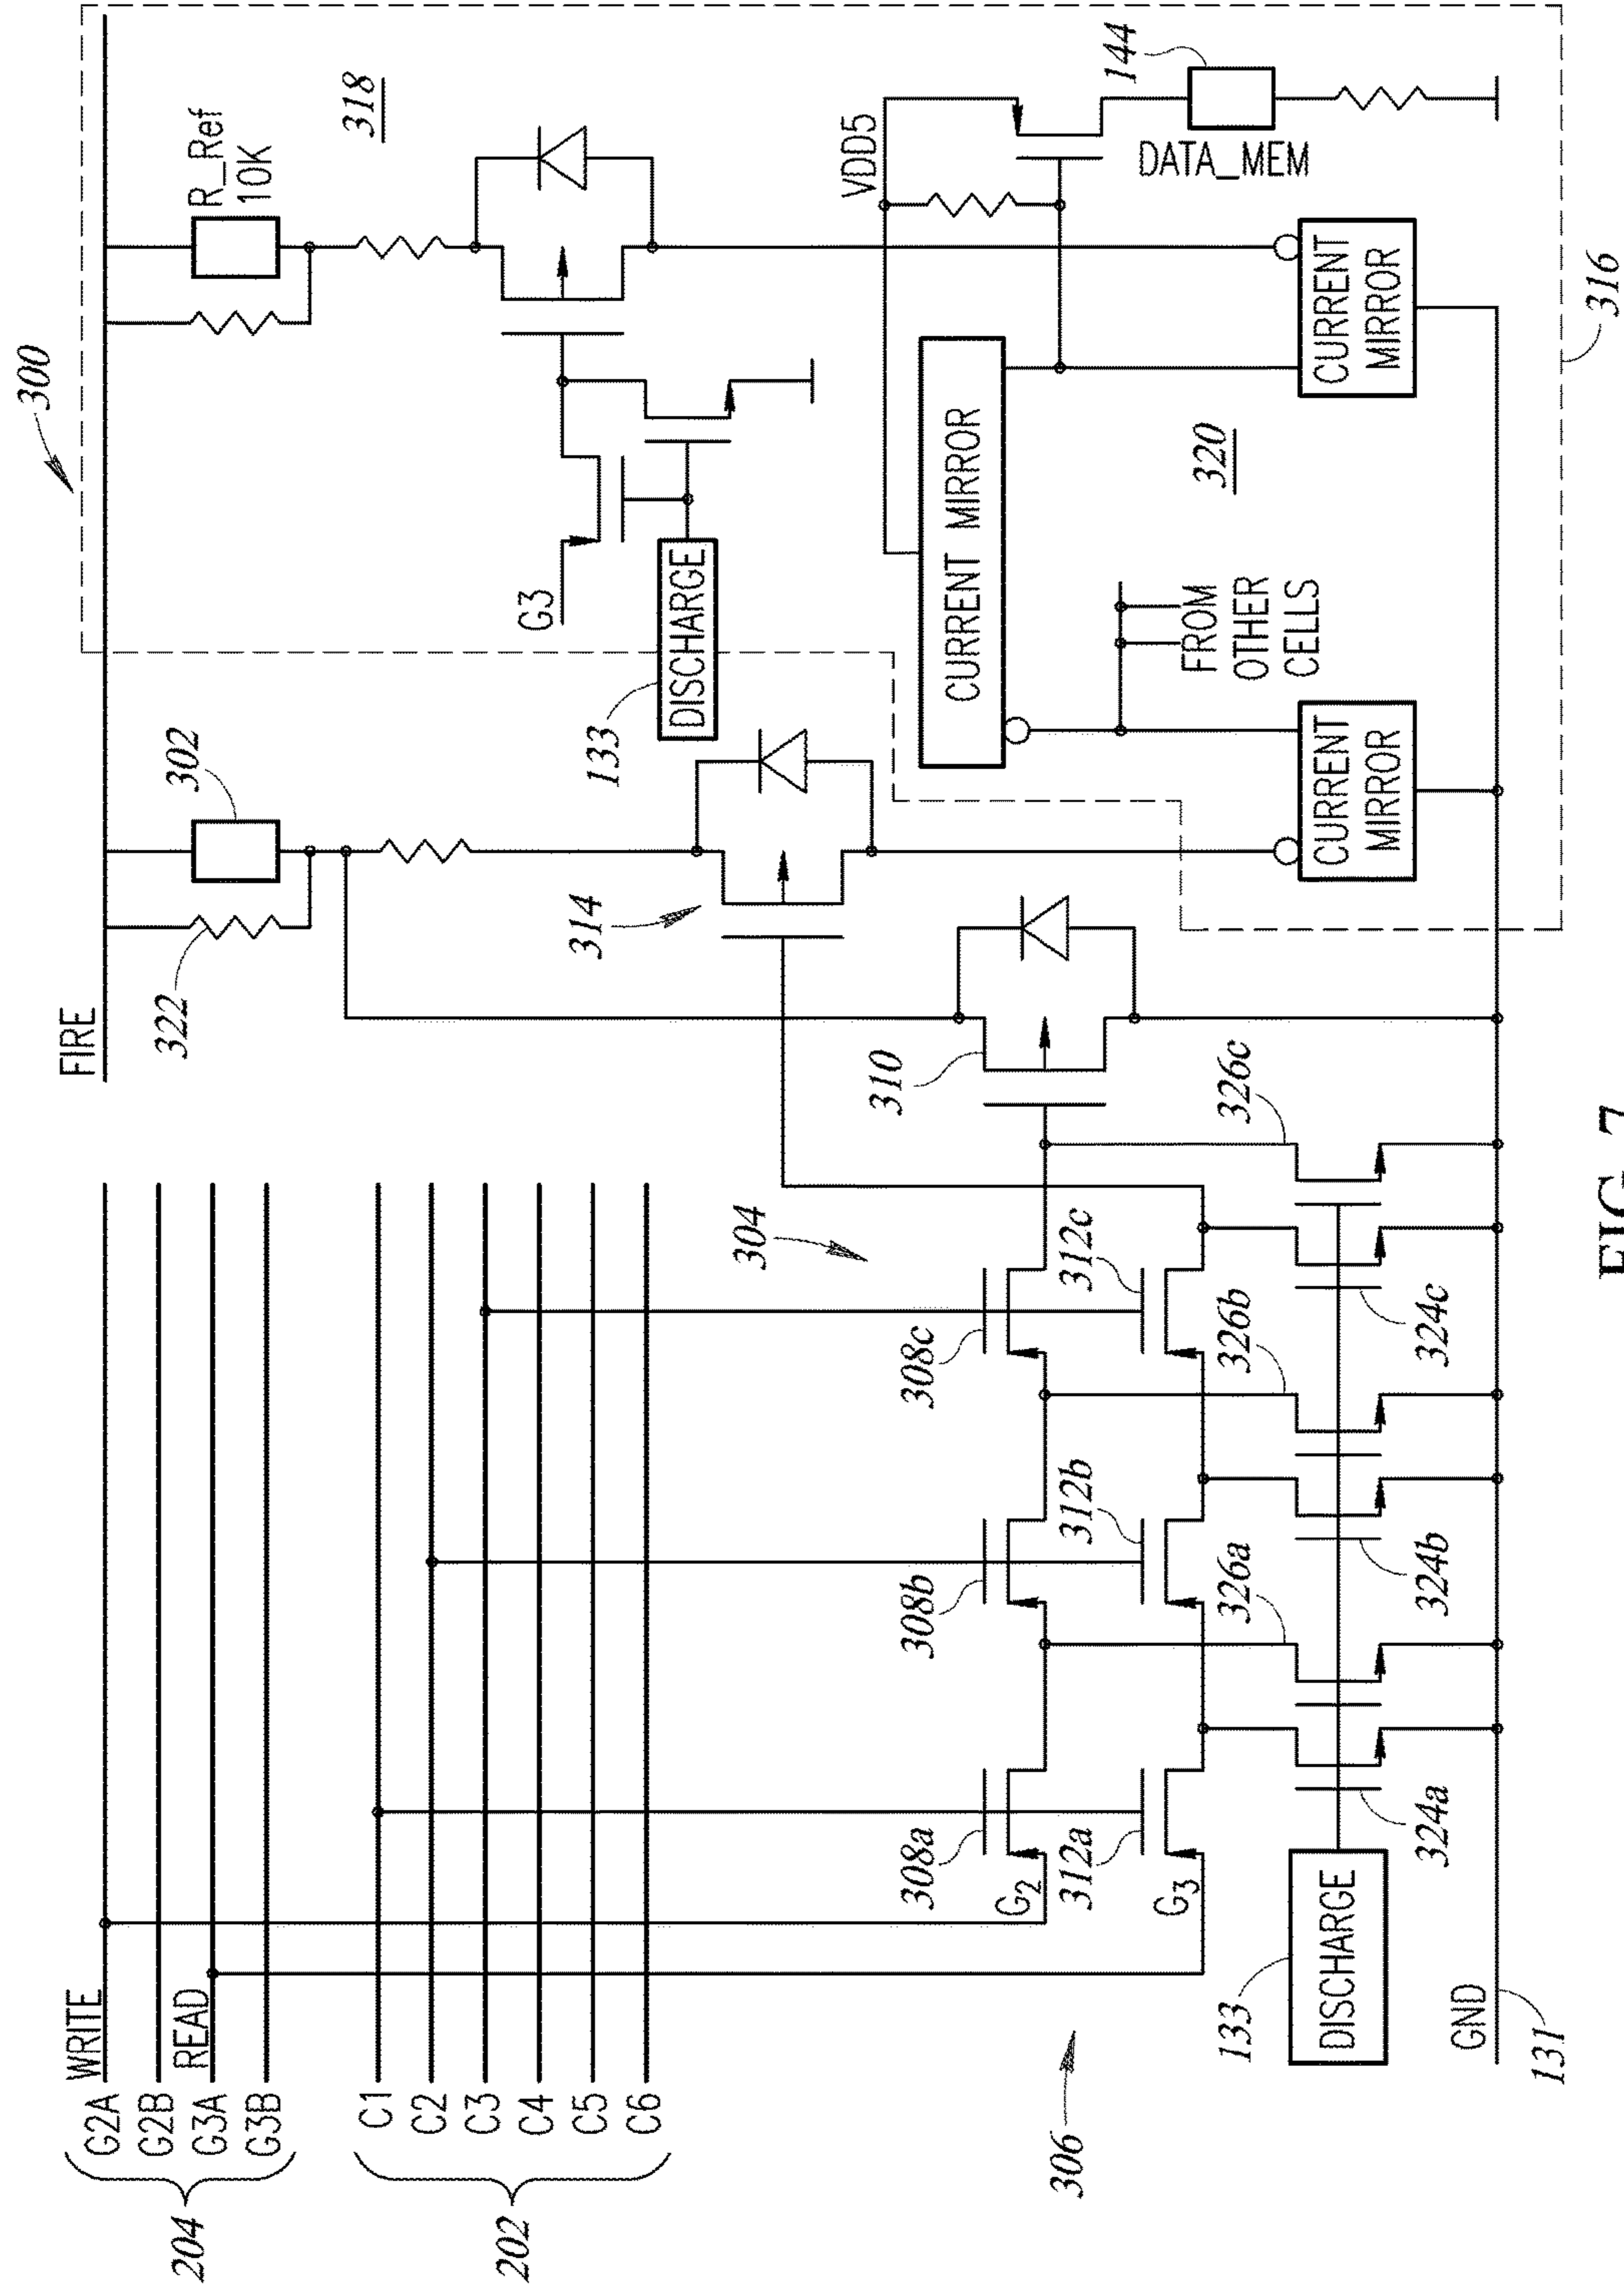 300
FIRE
302
322
R_Ref
10K
318
WRITE
G2A
G2B
READ
G3A
G3B
204
C1
C2
C3
C4
C5
C6
202
G3
DISCHARGE
133
314
VDD5
144
DATA_MEM
CURRENT MIRROR
FROM
OTHER
CELLS
320
CURRENT
MIRROR
CURRENT
MIRROR
316
304
310
308a
308b
308c
G2
312a
312b
312c
G3
306
326a
326b
326c
324a
324b
324c
DISCHARGE
133
GND
131
FIG. 7